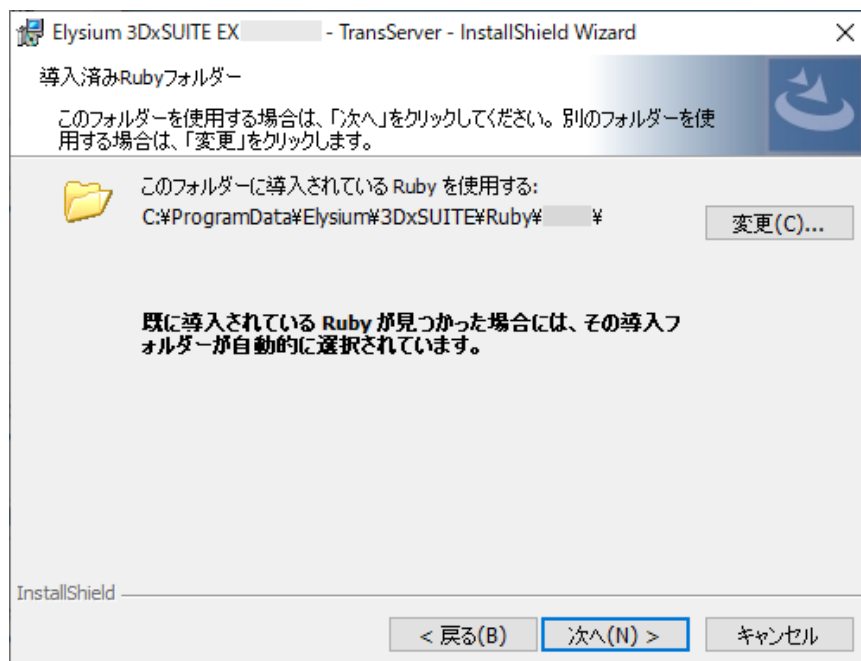 Elysium 3DxSUITE EX - TransServer - InstallShield Wizard
導入済みRubyフォルダー
このフォルダーを使用する場合は、「次へ」をクリックしてください。別のフォルダーを使
用する場合は、「変更」をクリックします。
このフォルダーに導入されている Ruby を使用する:
C:¥ProgramData¥Elysium¥3DxSUITE¥Ruby¥ ¥
変更(C)...
既に導入されている Ruby が見つかった場合には、その導入フ
ォルダーが自動的に選択されています。
InstallShield
< 戻る(B)
次へ(N) >
キャンセル